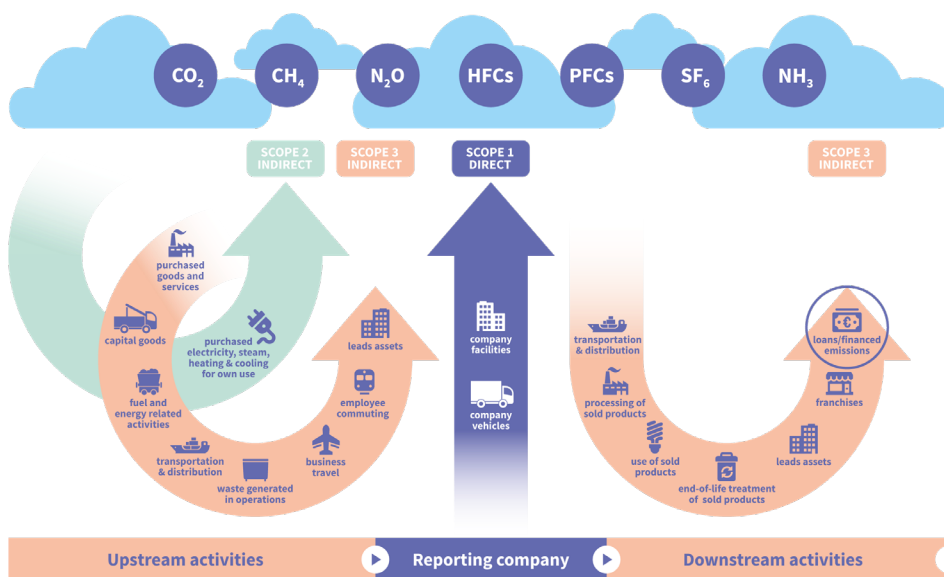 CO2
CH4
N2O
HFCs
PFCs
SF6
NH3
SCOPE 2
INDIRECT
SCOPE 3
INDIRECT
SCOPE 1
DIRECT
SCOPE 3
INDIRECT
purchased
goods and
services
capital goods
fuel and
energy related
activities
transportation
& distribution
waste generated
in operations
business
travel
employee
commuting
leads assets
purchased
electricity, steam,
heating & cooling
for own use
company
facilities
company
vehicles
transportation
& distribution
processing of
sold products
use of sold
products
end-of-life treatment
of sold products
leads assets
franchises
€
loans/financed
emissions
Upstream activities
Reporting company
Downstream activities